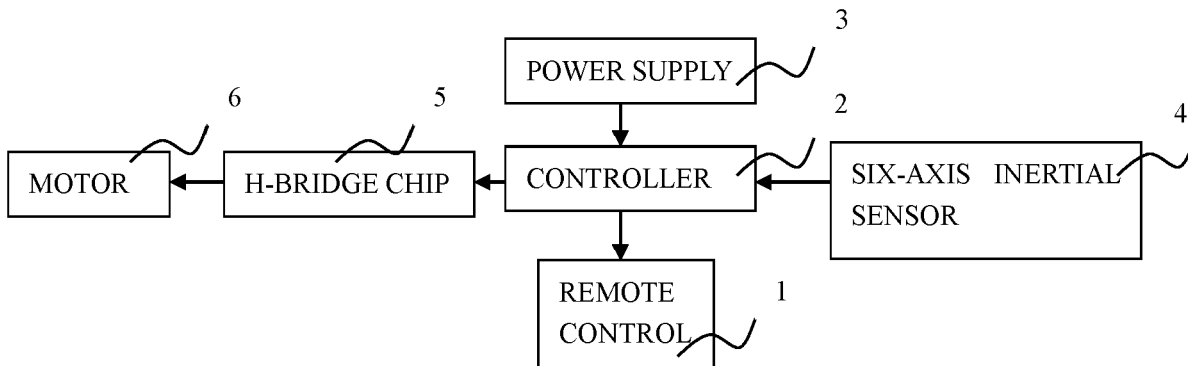 3
POWER SUPPLY
6
5
2
4
MOTOR
H-BRIDGE CHIP
CONTROLLER
SIX-AXIS INERTIAL
SENSOR
1
REMOTE
CONTROL